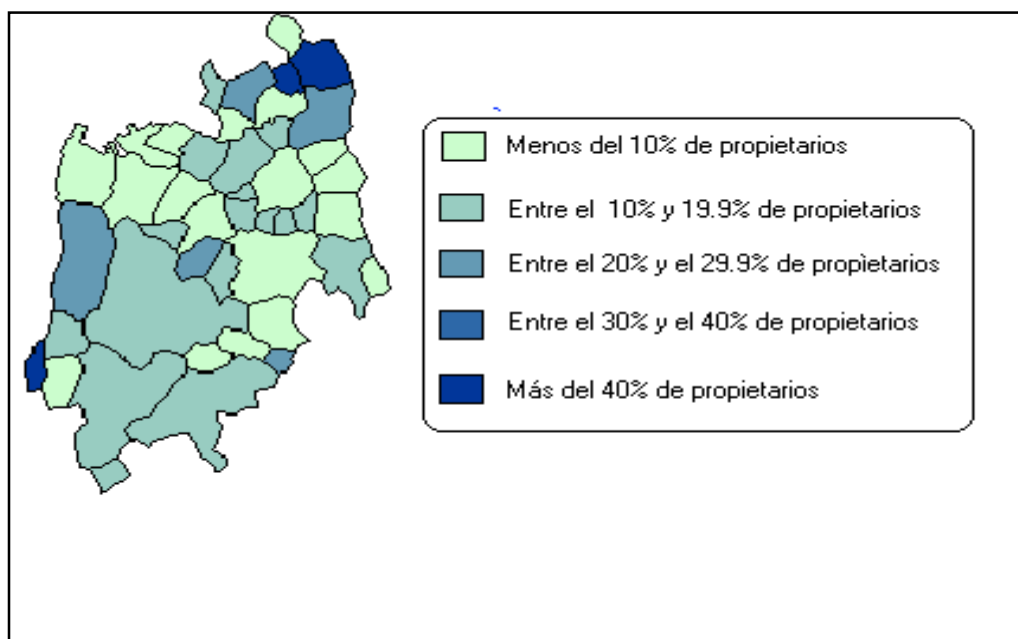 Menos del 10% de propietarios
Entre el 10% y 19.9% de propietarios
Entre el 20% y el 29.9% de propietarios
Entre el 30% y el 40% de propietarios
Más del 40% de propietarios